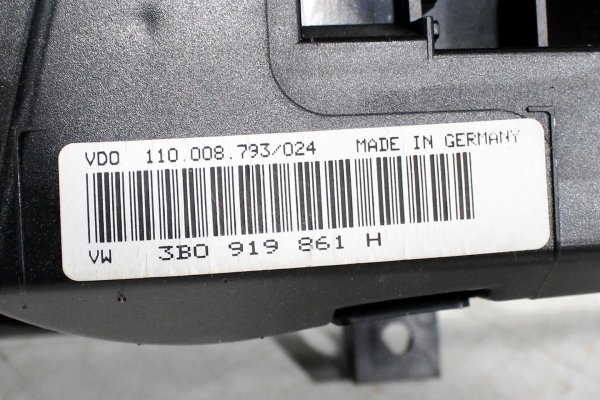 VDO 110.008.793/024 MADE IN GERMANY
VW 3B0 919 861 H